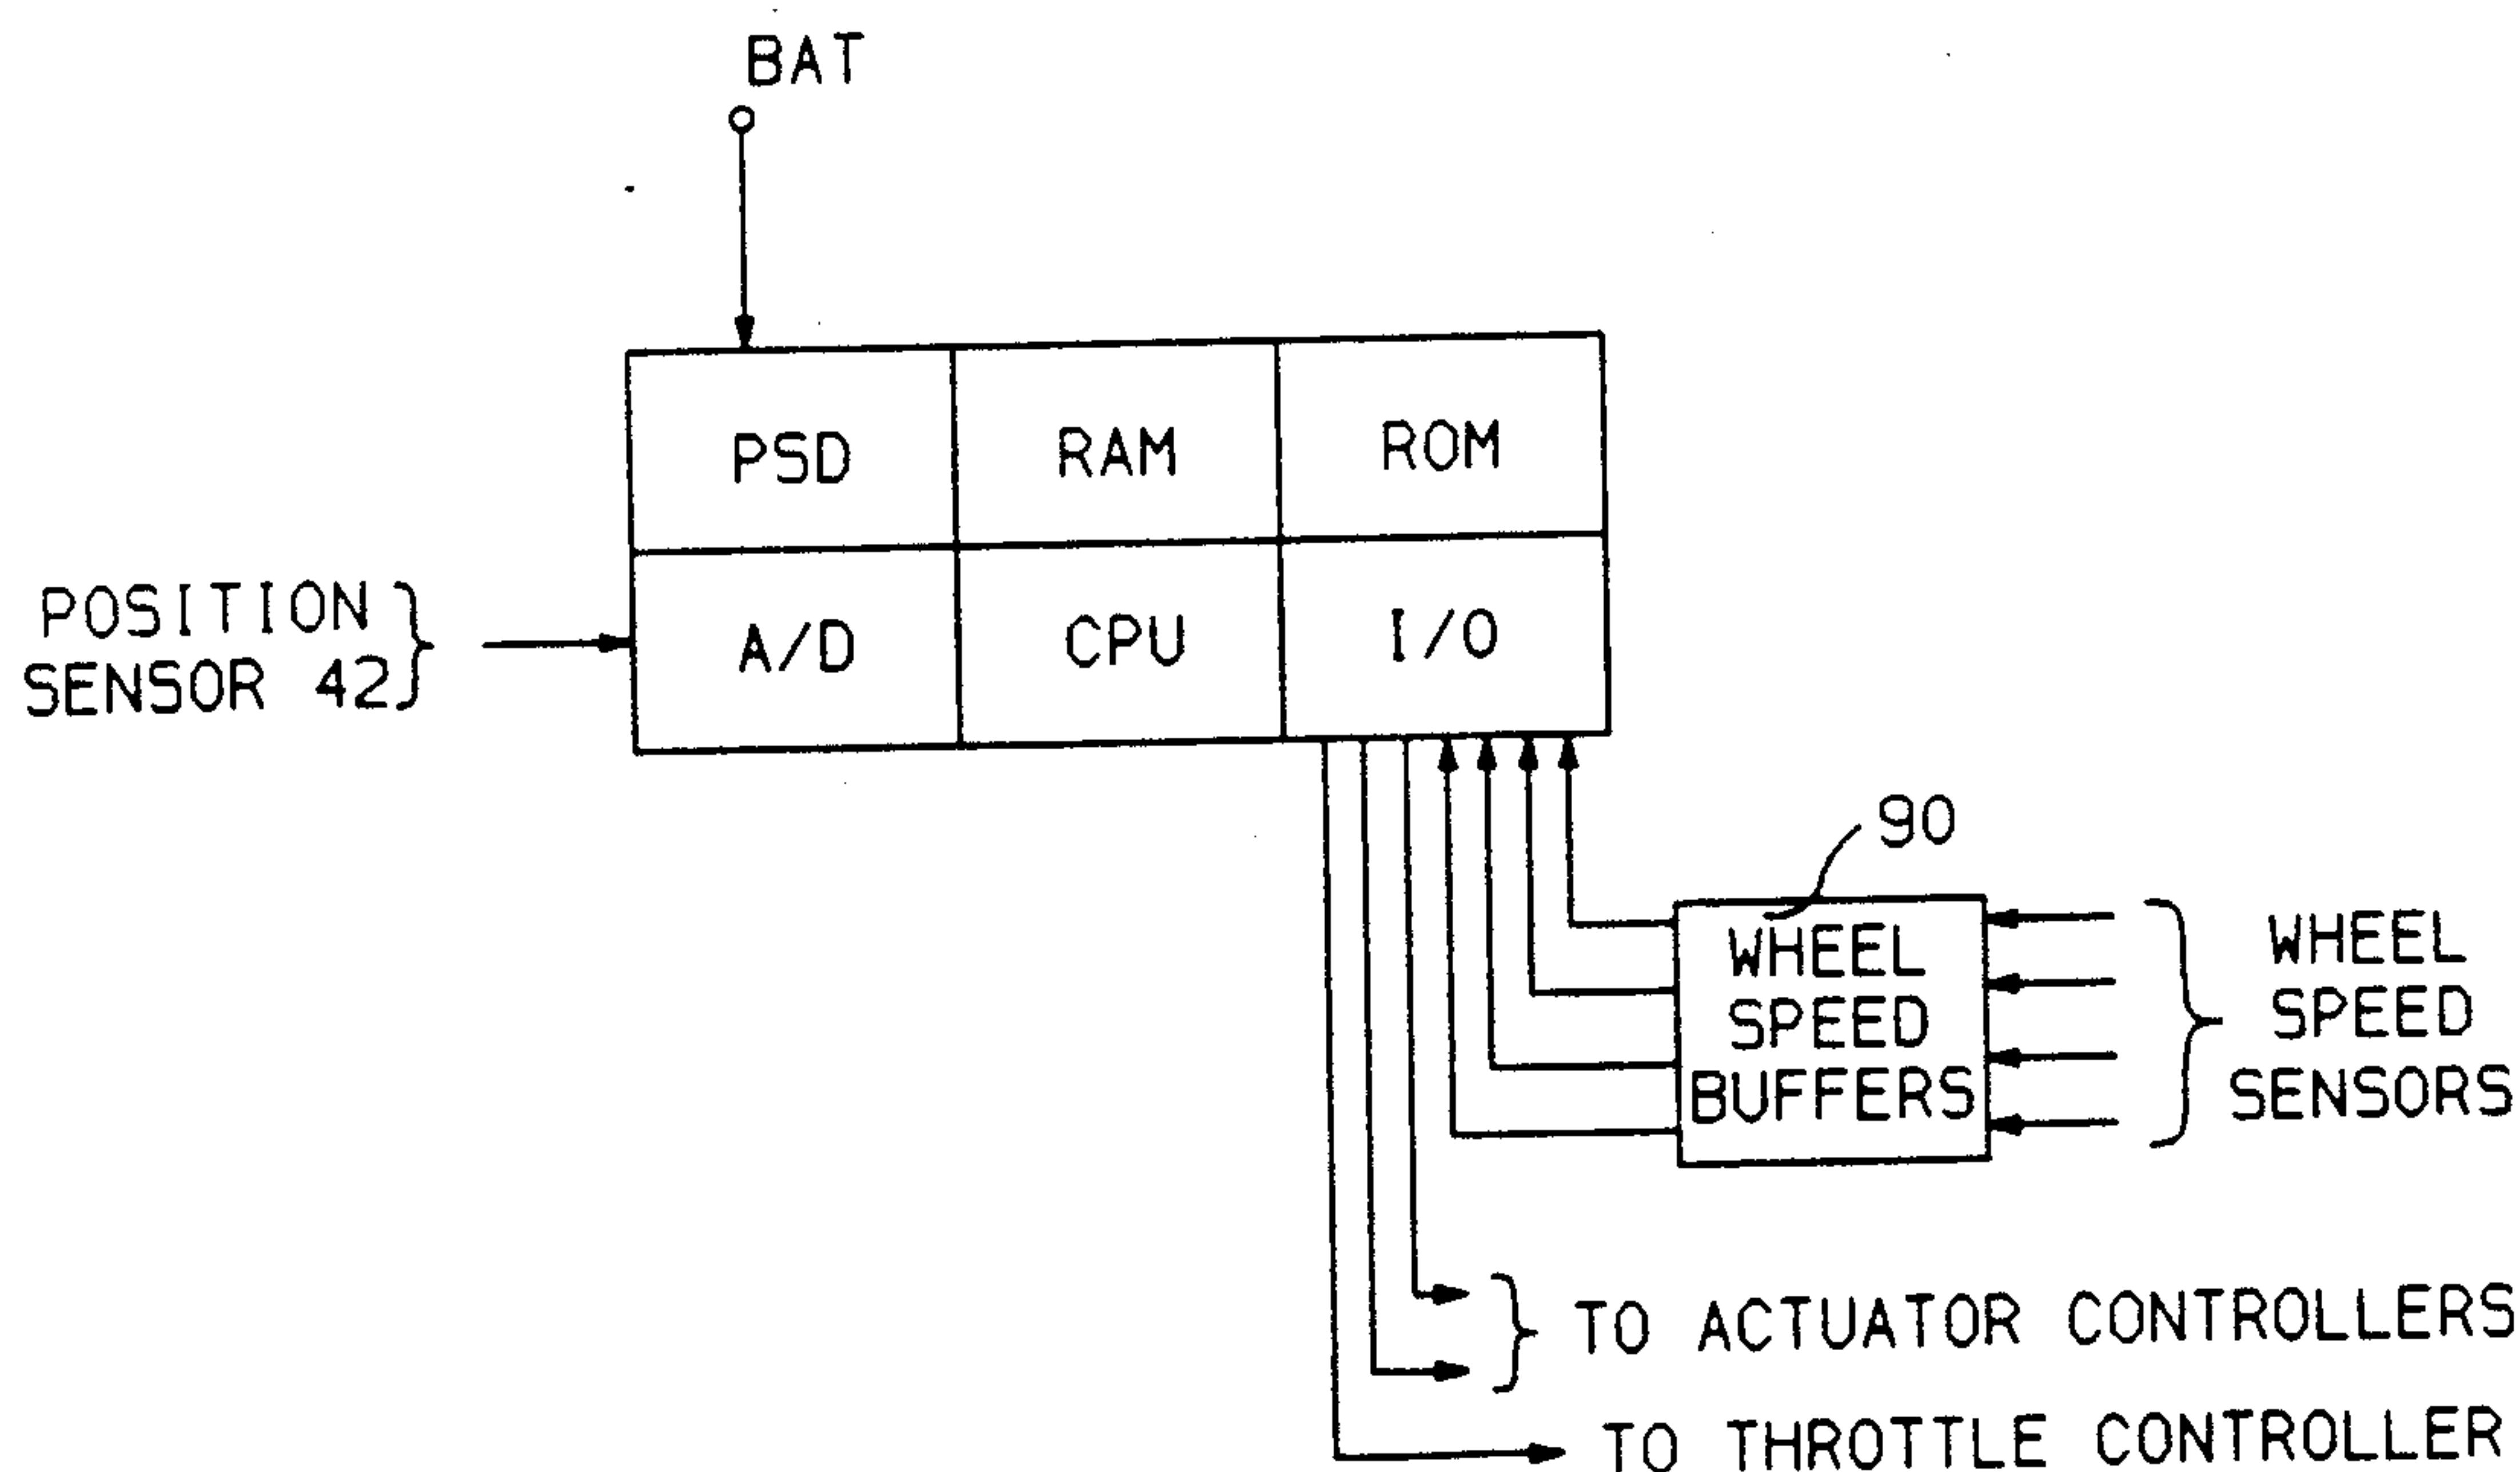 BAT
PSD
RAM
ROM
POSITION
SENSOR 42
A/D
CPU
I/O
90
WHEEL
SPEED
BUFFERS
WHEEL
SPEED
SENSORS
TO ACTUATOR CONTROLLERS
TO THROTTLE CONTROLLER